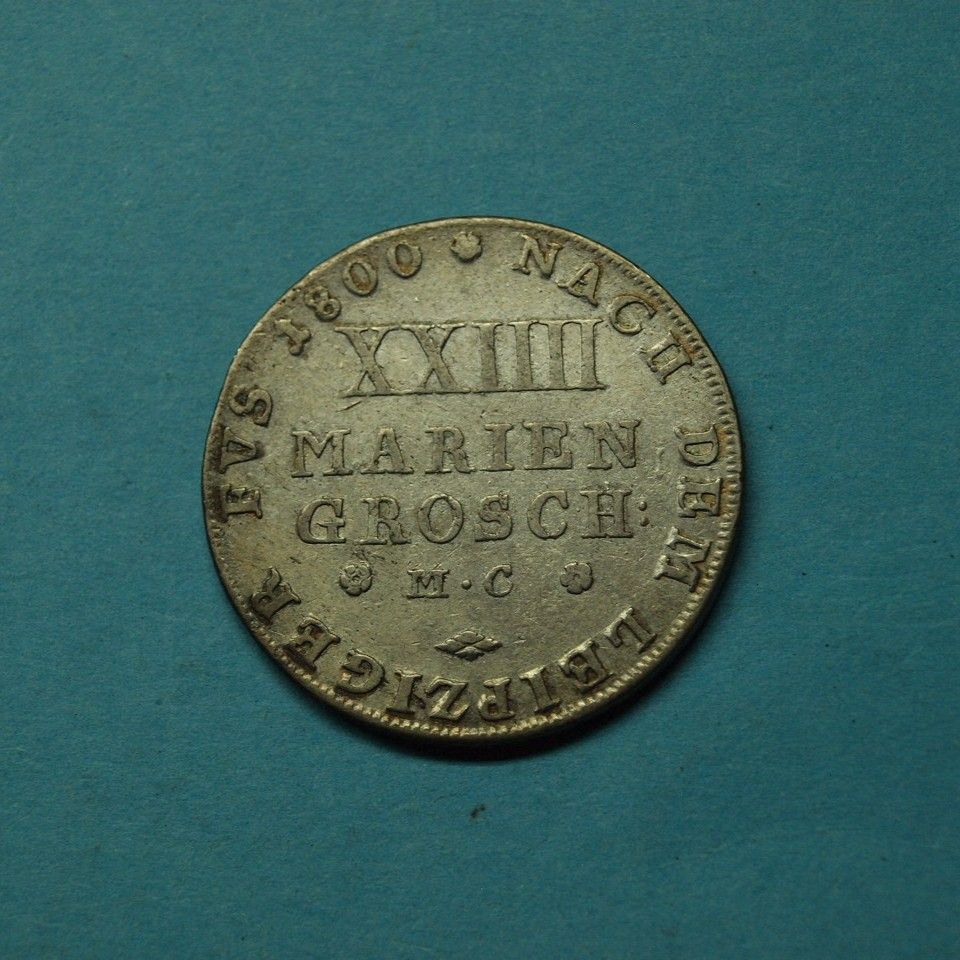 NACH DEM LEIPZIGER FVS 1800
XXIIII
MARIEN
GROSCH:
M·C